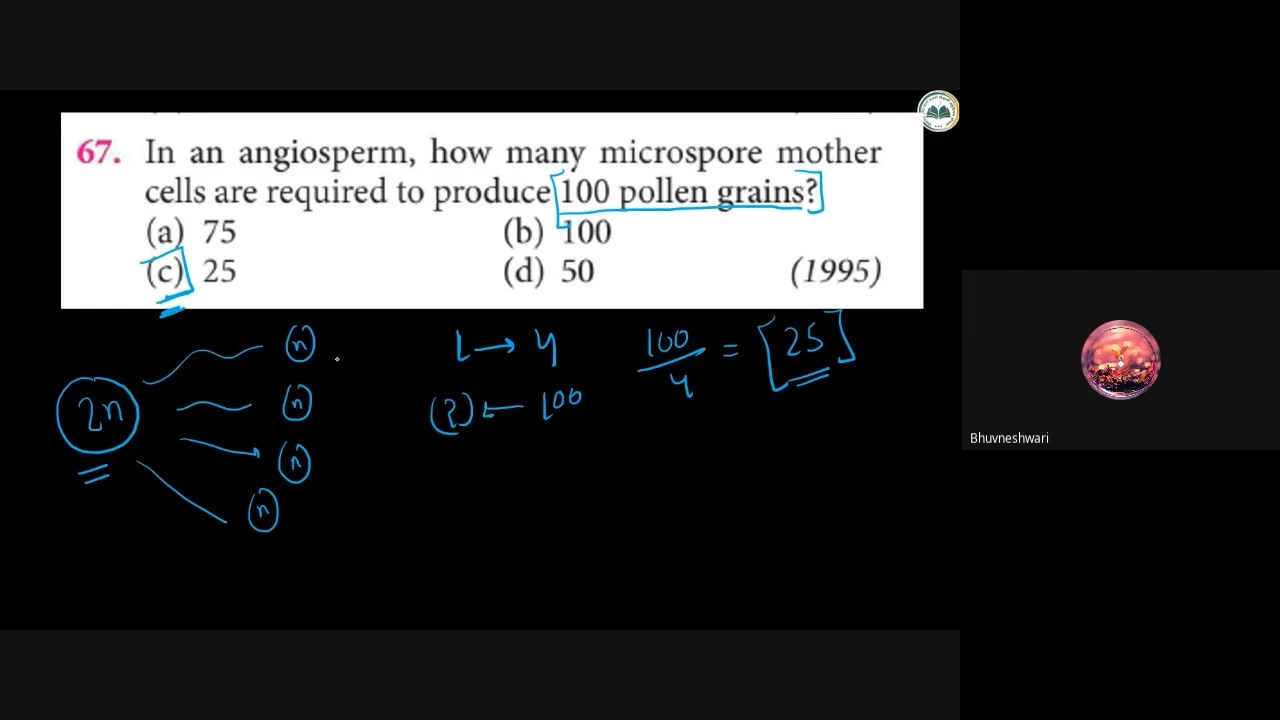 67. In an angiosperm, how many microspore mother
cells are required to produce 100 pollen grains?
(a) 75 (b) 100
(c) 25 (d) 50 (1995)
2n
n
n
n
n
1 → 4
(?) ← 100
100/4 = [25]
Bhuvneshwari